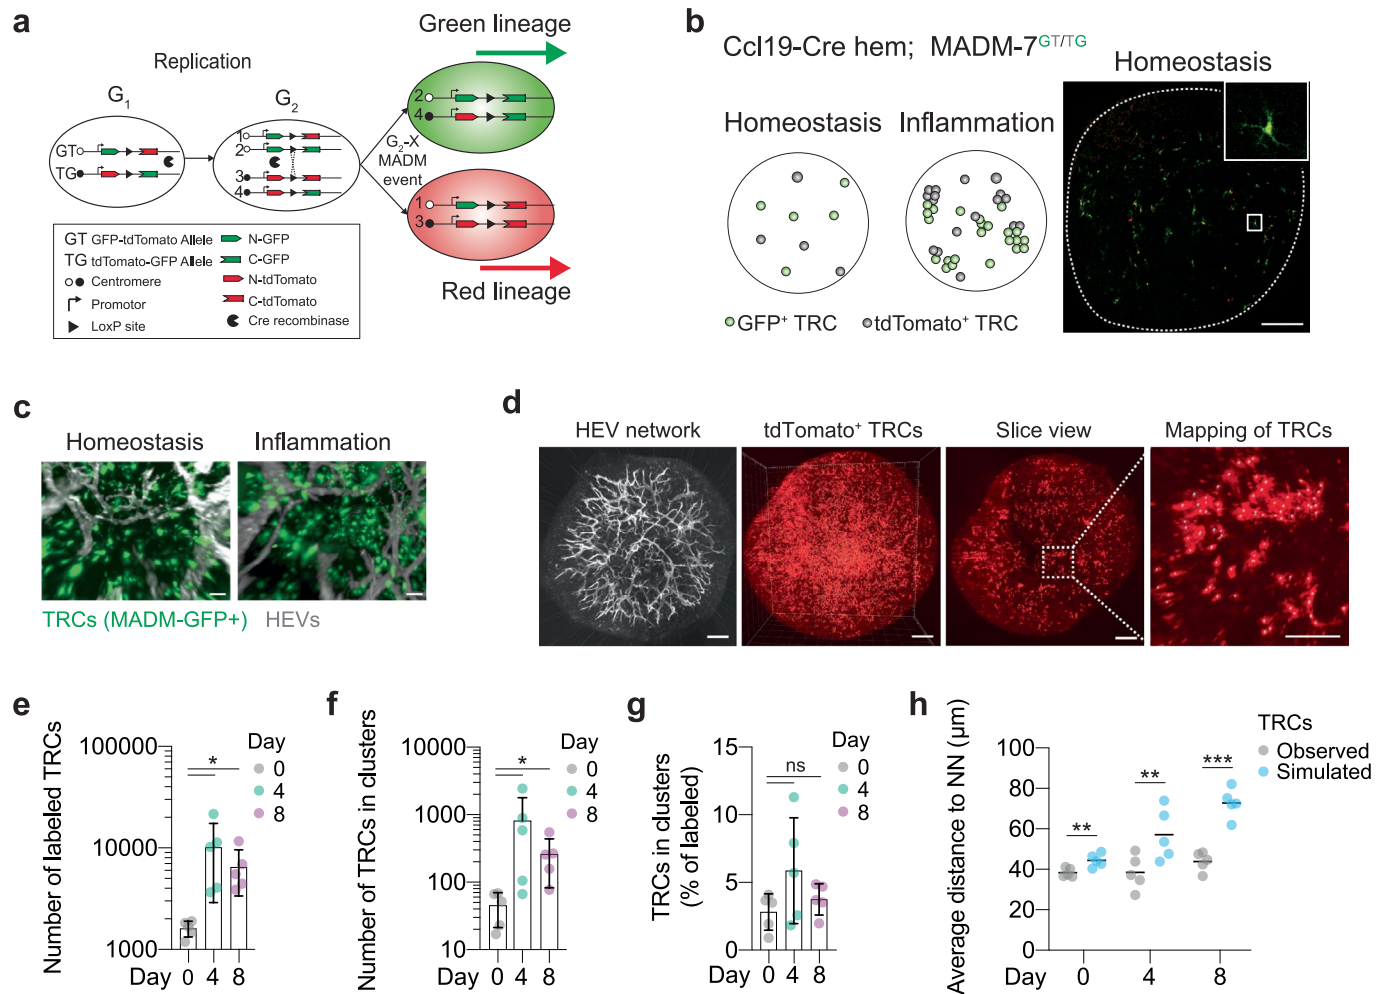 a
Green lineage
Replication
G1
G2
GT
TG
1
2
3
4
G2-X
MADM
event
2
4
1
3
Red lineage
GT GFP-tdTomato Allele
TG tdTomato-GFP Allele
Centromere
Promotor
LoxP site
N-GFP
C-GFP
N-tdTomato
C-tdTomato
Cre recombinase
b
Ccl19-Cre hem; MADM-7GT/TG
Homeostasis
Homeostasis Inflammation
GFP+ TRC tdTomato+ TRC
c
Homeostasis Inflammation
TRCs (MADM-GFP+) HEVs
d
HEV network tdTomato+ TRCs Slice view Mapping of TRCs
e
Number of labeled TRCs
100000
10000
1000
*
Day
0
4
8
Day 0 4 8
f
Number of TRCs in clusters
10000
1000
100
10
*
Day
0
4
8
Day 0 4 8
g
TRCs in clusters
(% of labeled)
15
10
5
0
ns
Day
0
4
8
Day 0 4 8
h
Average distance to NN (µm)
100
80
60
40
20
0
** ** ***
TRCs
Observed
Simulated
Day 0 4 8